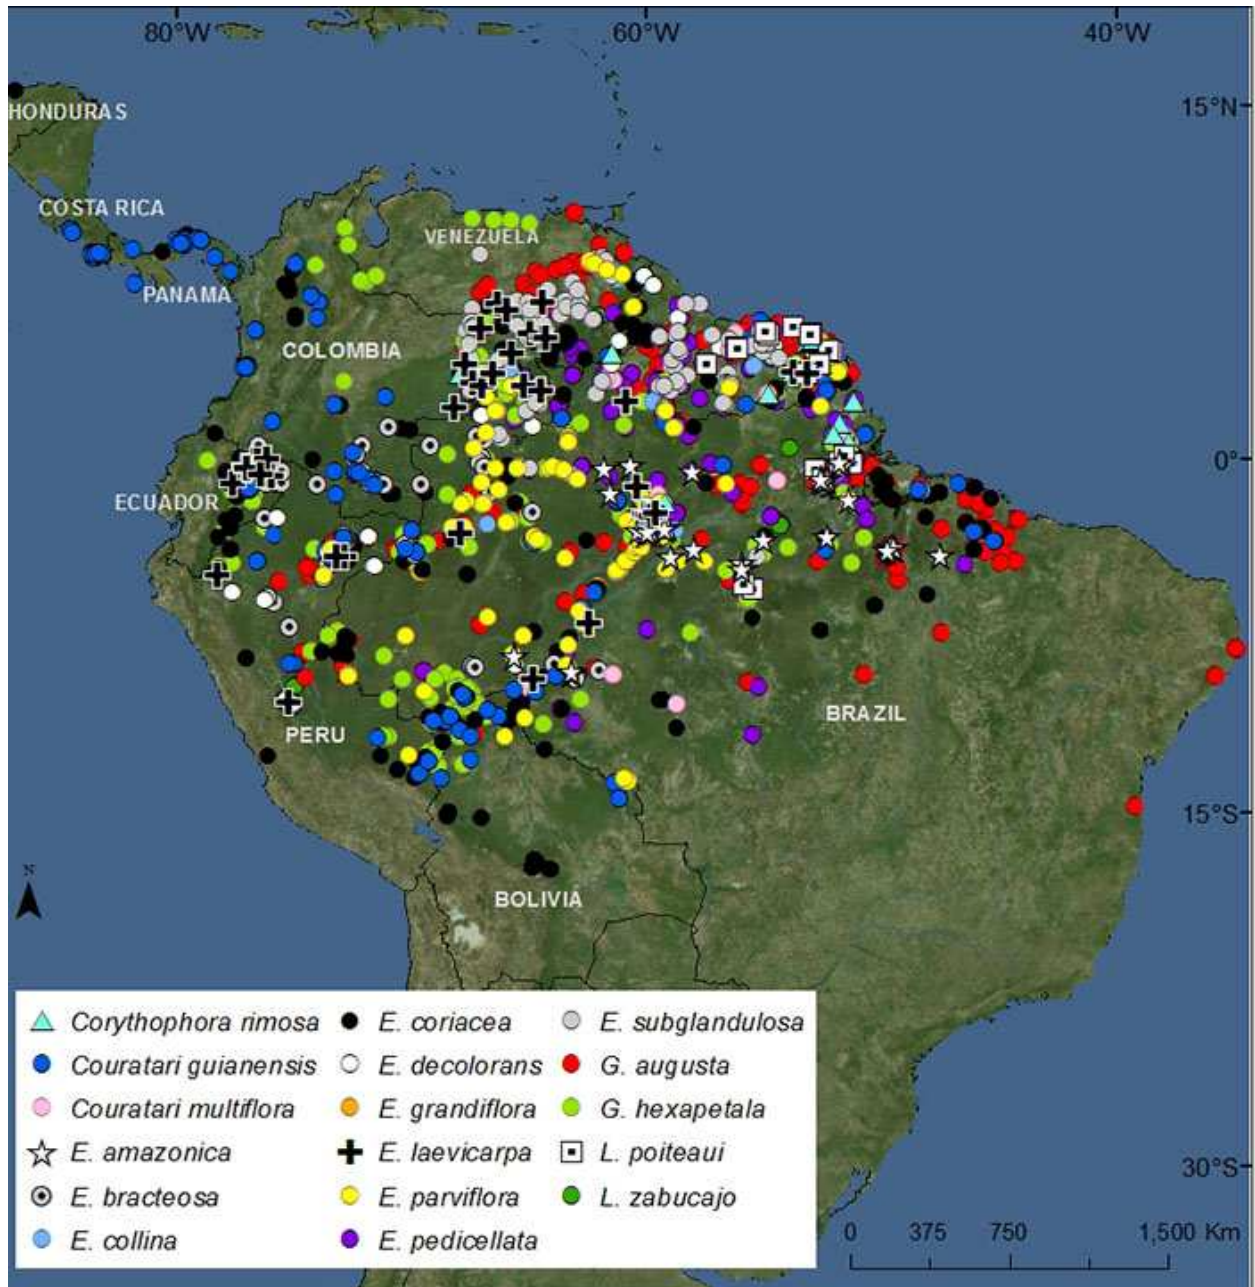 80°W 60°W 40°W
15°N
HONDURAS
COSTA RICA
VENEZUELA
PANAMA
COLOMBIA
0°
ECUADOR
BRAZIL
PERU
15°S
N
BOLIVIA
Corythophora rimosa E. coriacea E. subglandulosa
Couratari guianensis E. decolorans G. augusta
Couratari multiflora E. grandiflora G. hexapetala
E. amazonica E. laevicarpa L. poiteaui
E. bracteosa E. parviflora L. zabucajo
E. collina E. pedicellata
30°S
0 375 750 1,500 Km